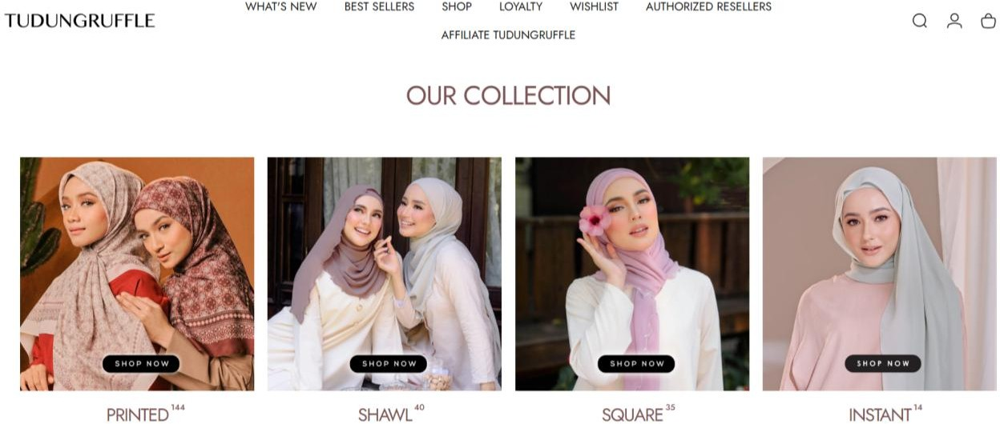 TUDUNGRUFFLE
WHAT'S NEW BEST SELLERS SHOP LOYALTY WISHLIST AUTHORIZED RESELLERS
AFFILIATE TUDUNGRUFFLE
OUR COLLECTION
SHOP NOW SHOP NOW SHOP NOW SHOP NOW
PRINTED 144 SHAWL 40 SQUARE 35 INSTANT 14